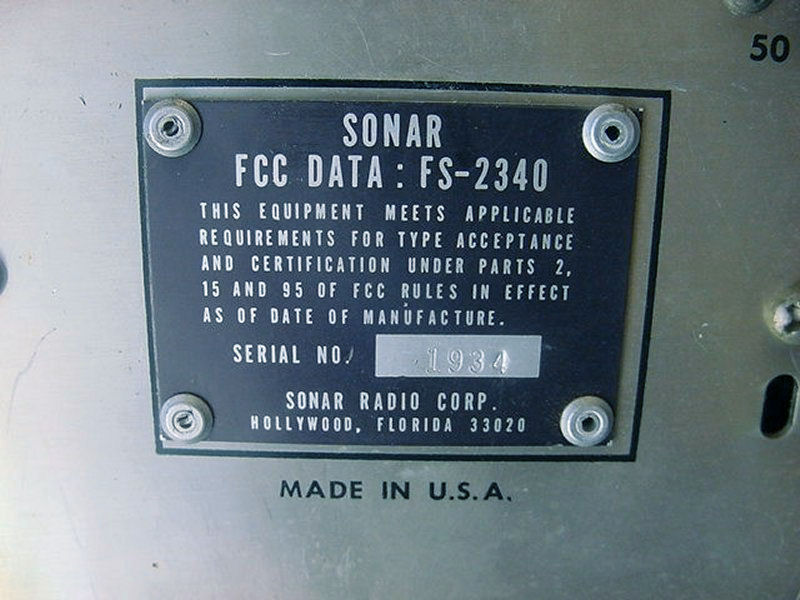 50
SONAR
FCC DATA : FS-2340
THIS EQUIPMENT MEETS APPLICABLE
REQUIREMENTS FOR TYPE ACCEPTANCE
AND CERTIFICATION UNDER PARTS 2,
15 AND 95 OF FCC RULES IN EFFECT
AS OF DATE OF MANUFACTURE.
SERIAL NO. 1934
SONAR RADIO CORP.
HOLLYWOOD, FLORIDA 33020
MADE IN U.S.A.